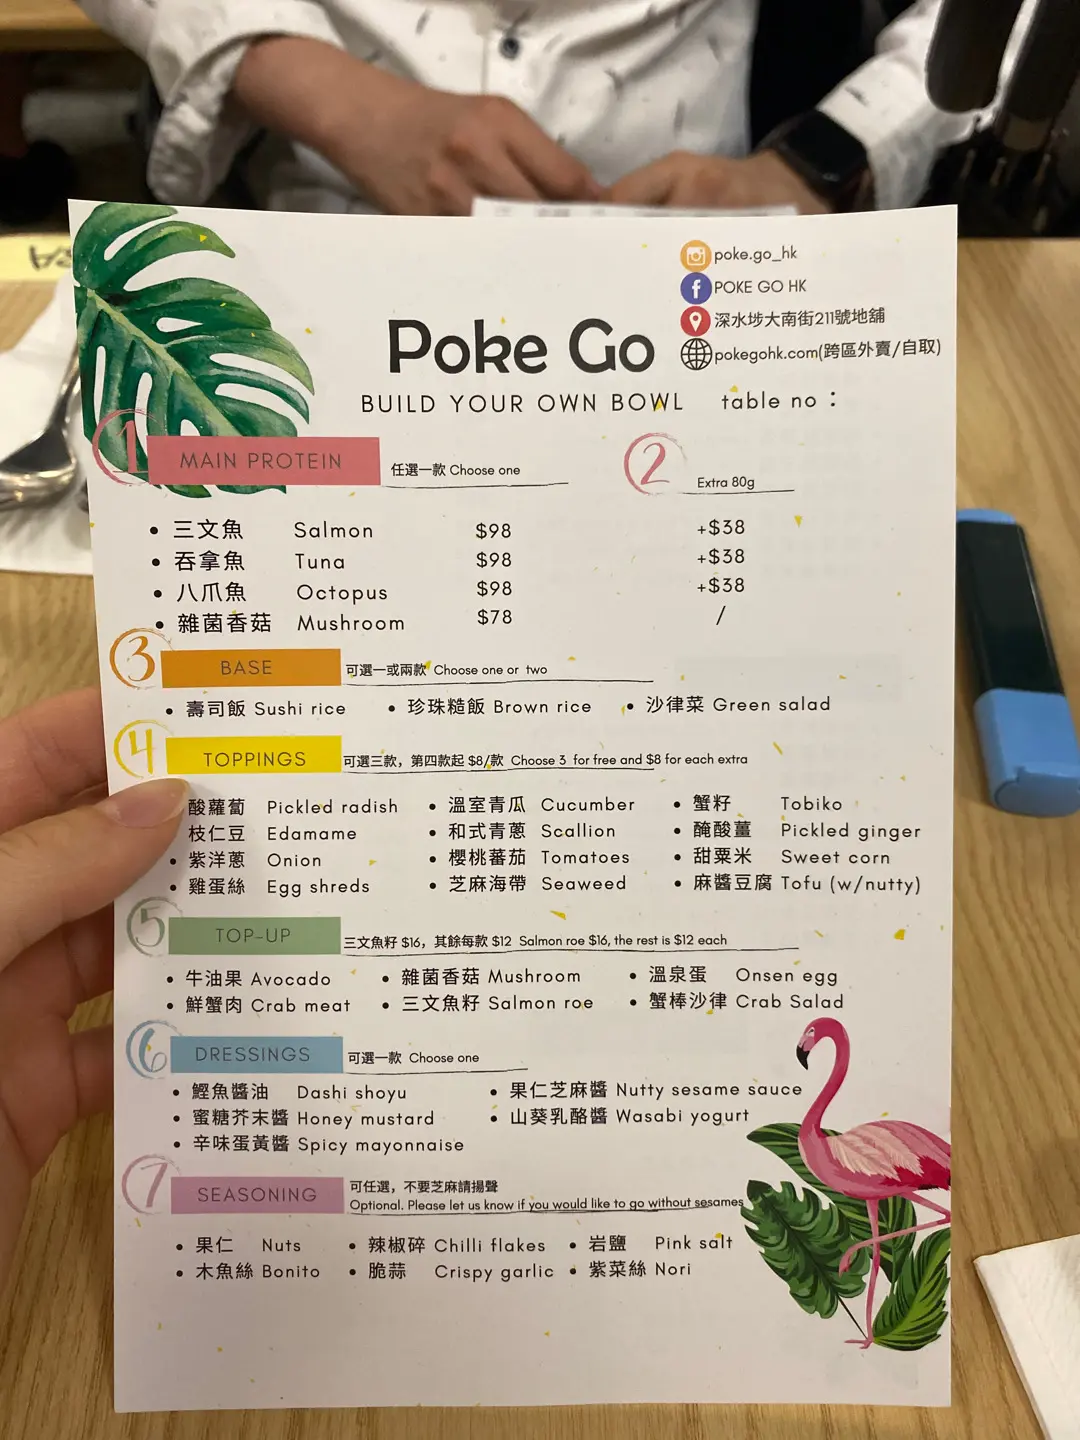 poke.go_hk
POKE GO HK
深水埗大南街211號地舖
pokegohk.com(跨區外賣/自取)
Poke Go
BUILD YOUR OWN BOWL table no：
1 MAIN PROTEIN 任選一款 Choose one 2 Extra 80g
• 三文魚 Salmon $98 +$38
• 吞拿魚 Tuna $98 +$38
• 八爪魚 Octopus $98 +$38
• 雜菌香菇 Mushroom $78 /
3 BASE 可選一或兩款 Choose one or two
• 壽司飯 Sushi rice • 珍珠糙飯 Brown rice • 沙律菜 Green salad
4 TOPPINGS 可選三款，第四款起 $8/款 Choose 3 for free and $8 for each extra
酸蘿蔔 Pickled radish • 溫室青瓜 Cucumber • 蟹籽 Tobiko
枝仁豆 Edamame • 和式青蔥 Scallion • 醃酸薑 Pickled ginger
• 紫洋蔥 Onion • 櫻桃蕃茄 Tomatoes • 甜粟米 Sweet corn
• 雞蛋絲 Egg shreds • 芝麻海帶 Seaweed • 麻醬豆腐 Tofu (w/nutty)
5 TOP-UP 三文魚籽 $16，其餘每款 $12 Salmon roe $16, the rest is $12 each
• 牛油果 Avocado • 雜菌香菇 Mushroom • 溫泉蛋 Onsen egg
• 鮮蟹肉 Crab meat • 三文魚籽 Salmon roe • 蟹棒沙律 Crab Salad
6 DRESSINGS 可選一款 Choose one
• 鰹魚醬油 Dashi shoyu • 果仁芝麻醬 Nutty sesame sauce
• 蜜糖芥末醬 Honey mustard • 山葵乳酪醬 Wasabi yogurt
• 辛味蛋黃醬 Spicy mayonnaise
7 SEASONING 可任選，不要芝麻請揚聲
Optional. Please let us know if you would like to go without sesames
• 果仁 Nuts • 辣椒碎 Chilli flakes • 岩鹽 Pink salt
• 木魚絲 Bonito • 脆蒜 Crispy garlic • 紫菜絲 Nori